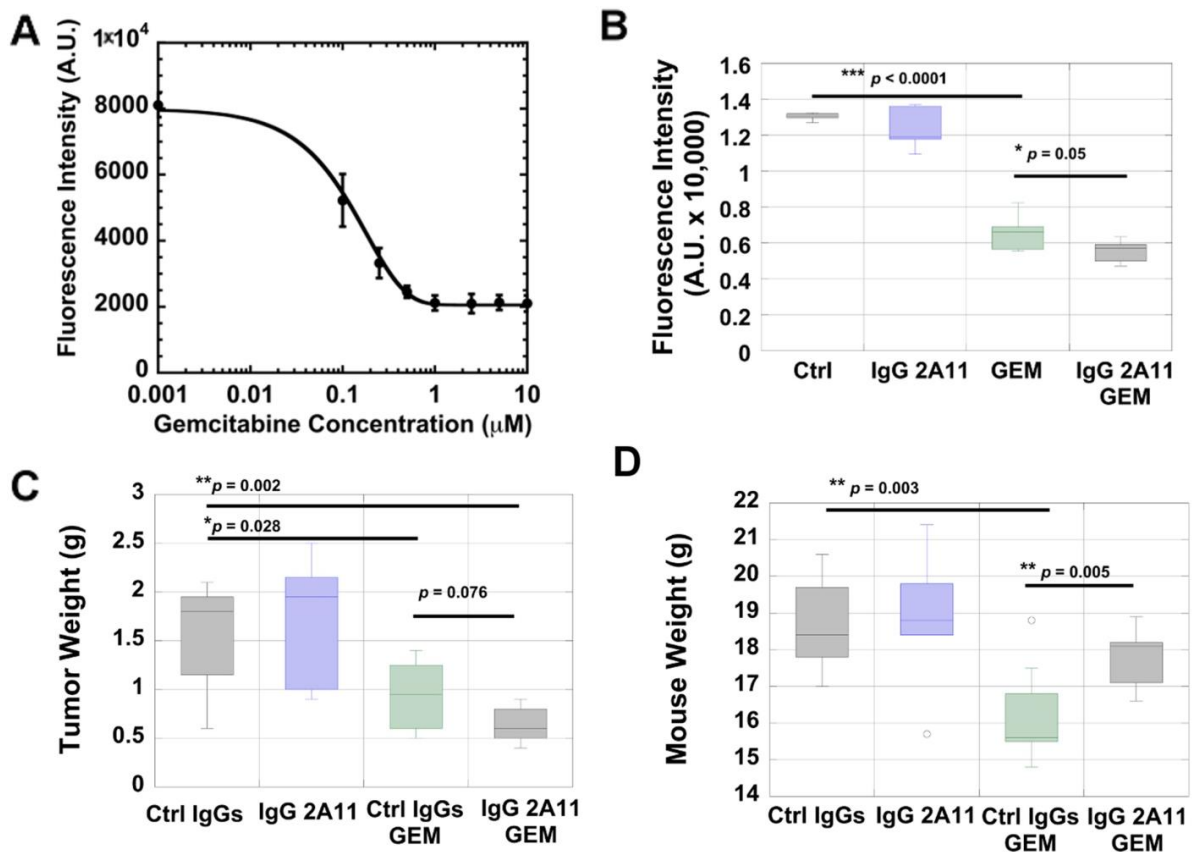 A
Fluorescence Intensity (A.U.)
1×10⁴
8000
6000
4000
2000
0
0.001 0.01 0.1 1 10
Gemcitabine Concentration (μM)
B
Fluorescence Intensity
(A.U. x 10,000)
1.6
1.4
1.2
1
0.8
0.6
0.4
0.2
0
*** p < 0.0001
* p = 0.05
Ctrl IgG 2A11 GEM IgG 2A11
GEM
C
Tumor Weight (g)
3
2.5
2
1.5
1
0.5
0
**p = 0.002
*p = 0.028
p = 0.076
Ctrl IgGs IgG 2A11 Ctrl IgGs IgG 2A11
GEM GEM
D
Mouse Weight (g)
22
21
20
19
18
17
16
15
14
** p = 0.003
** p = 0.005
Ctrl IgGs IgG 2A11 Ctrl IgGs IgG 2A11
GEM GEM